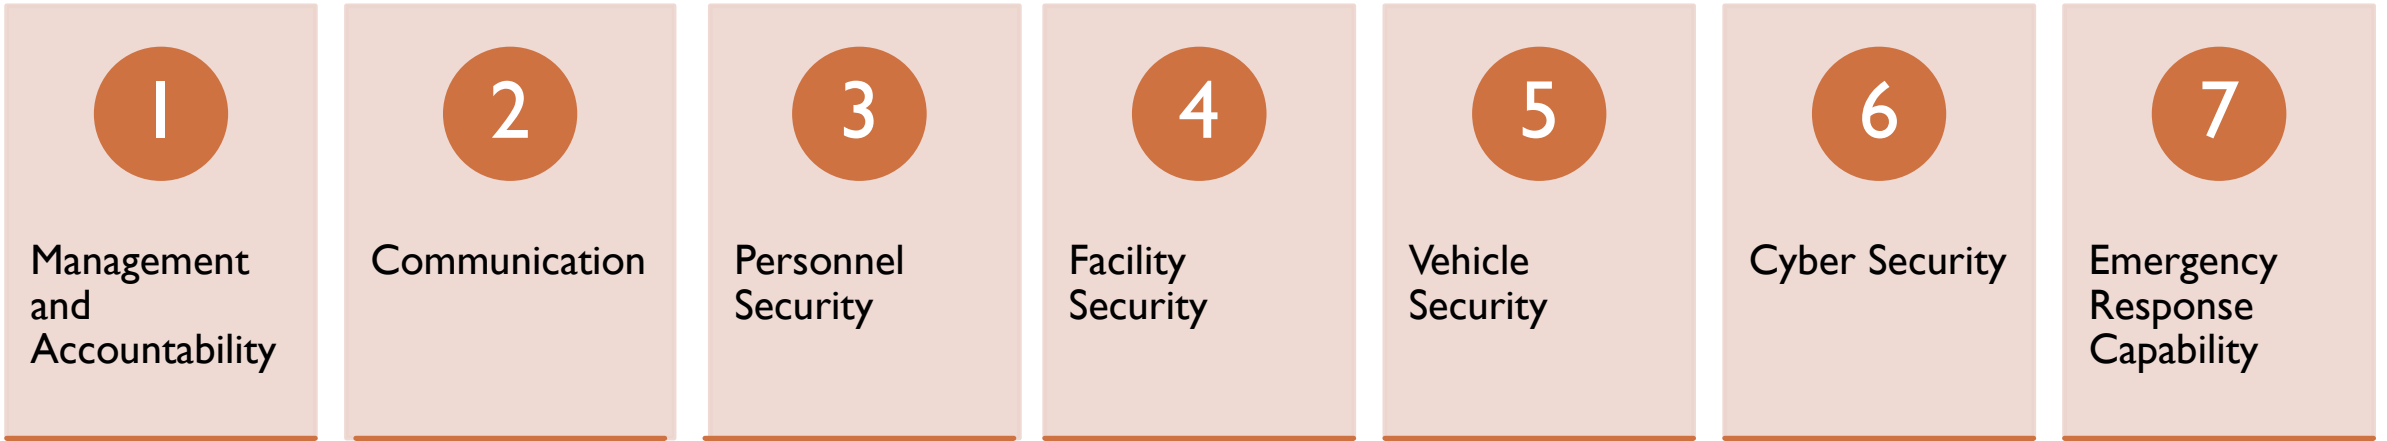 1
Management
and
Accountability
2
Communication
3
Personnel
Security
4
Facility
Security
5
Vehicle
Security
6
Cyber Security
7
Emergency
Response
Capability